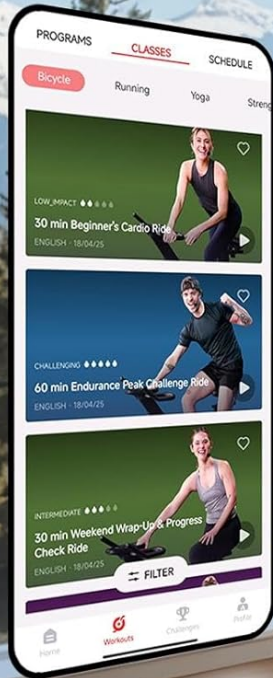 PROGRAMS
CLASSES
SCHEDULE
Bicycle
Running
Yoga
Streng
LOW_IMPACT
30 min Beginner's Cardio Ride
ENGLISH - 18/04/25
CHALLENGING
60 min Endurance Peak Challenge Ride
ENGLISH - 18/04/25
INTERMEDIATE
30 min Weekend Wrap-Up & Progress
Check Ride
ENGLISH - 18/04/25
FILTER
Home
Workouts
Challenges
Profile